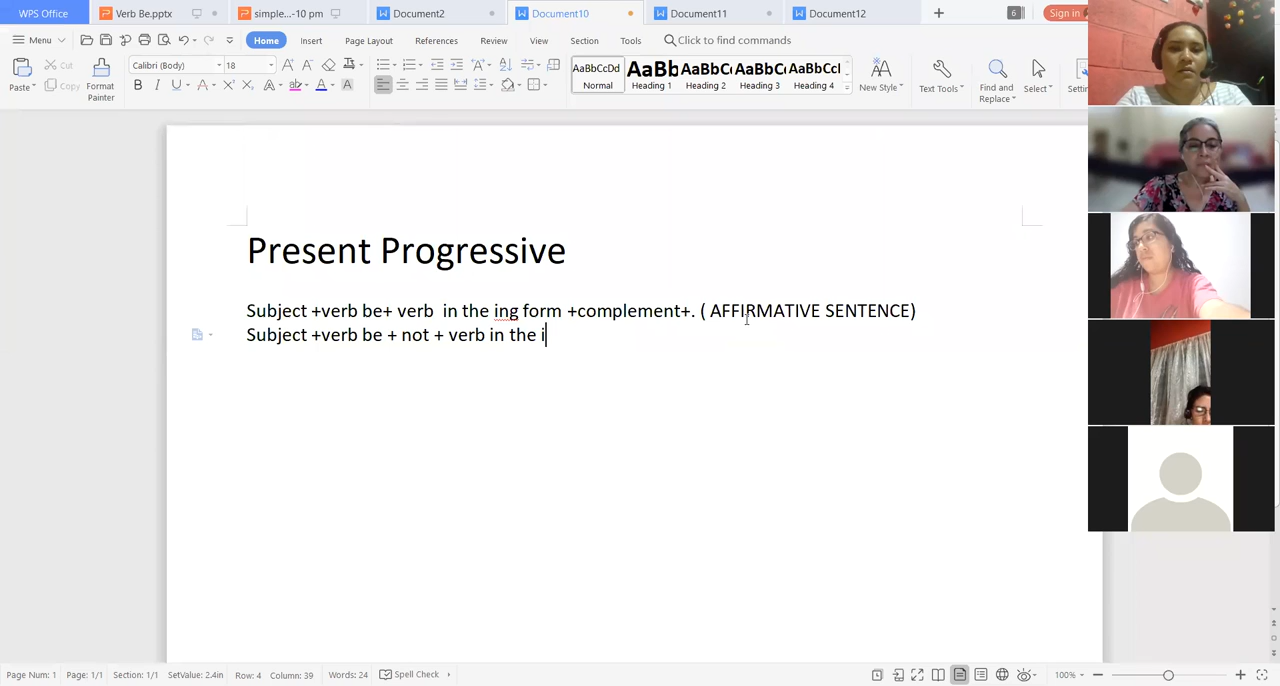 WPS Office Verb Be.pptx simple...-10 pm Document2 Document10 Document11 Document12 + 6 Sign in
Menu Home Insert Page Layout References Review View Section Tools Click to find commands
Paste Cut Copy Format Painter Calibri (Body) 18 AaBbCcDd Normal AaBb Heading 1 AaBbC Heading 2 AaBbC Heading 3 AaBbCcl Heading 4 New Style Text Tools Find and Replace Select
Present Progressive
Subject +verb be+ verb  in the ing form +complement+. ( AFFIRMATIVE SENTENCE)
Subject +verb be + not + verb in the i
Page Num: 1 Page: 1/1 Section: 1/1 SetValue: 2.4in Row: 4 Column: 39 Words: 24 Spell Check 100%